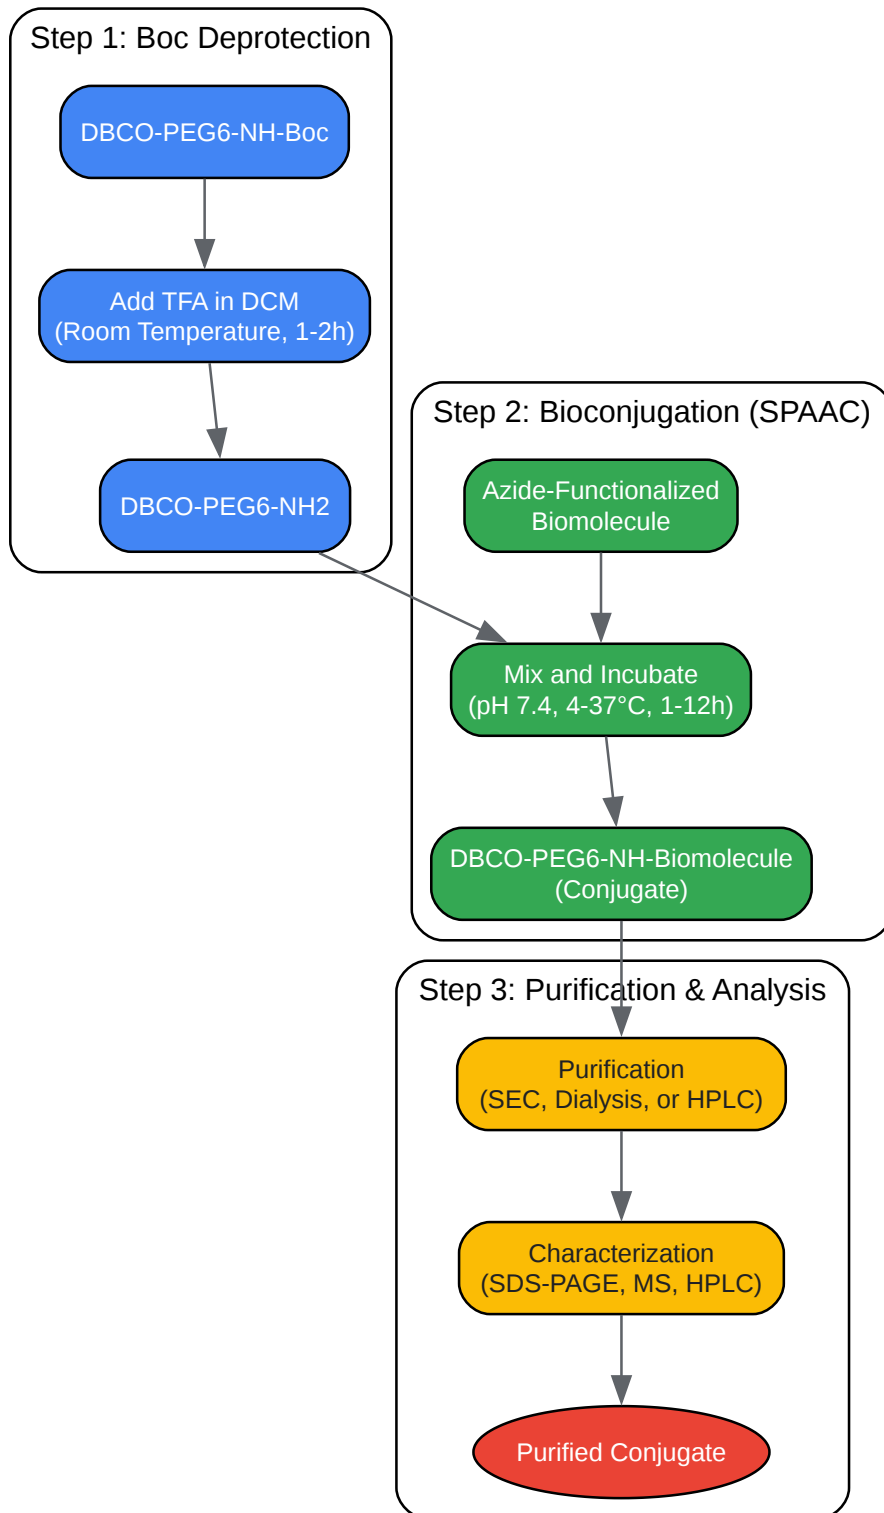 Step 1: Boc Deprotection
DBCO-PEG6-NH-Boc
Add TFA in DCM
(Room Temperature, 1-2h)
DBCO-PEG6-NH2
Step 2: Bioconjugation (SPAAC)
Azide-Functionalized
Biomolecule
Mix and Incubate
(pH 7.4, 4-37°C, 1-12h)
DBCO-PEG6-NH-Biomolecule
(Conjugate)
Step 3: Purification & Analysis
Purification
(SEC, Dialysis, or HPLC)
Characterization
(SDS-PAGE, MS, HPLC)
Purified Conjugate